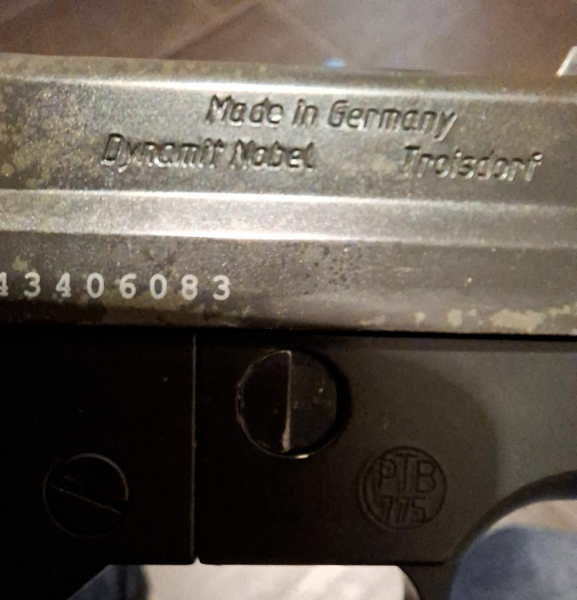 Made in Germany
Dynamit Nobel Troisdorf
43406083
PTB
775